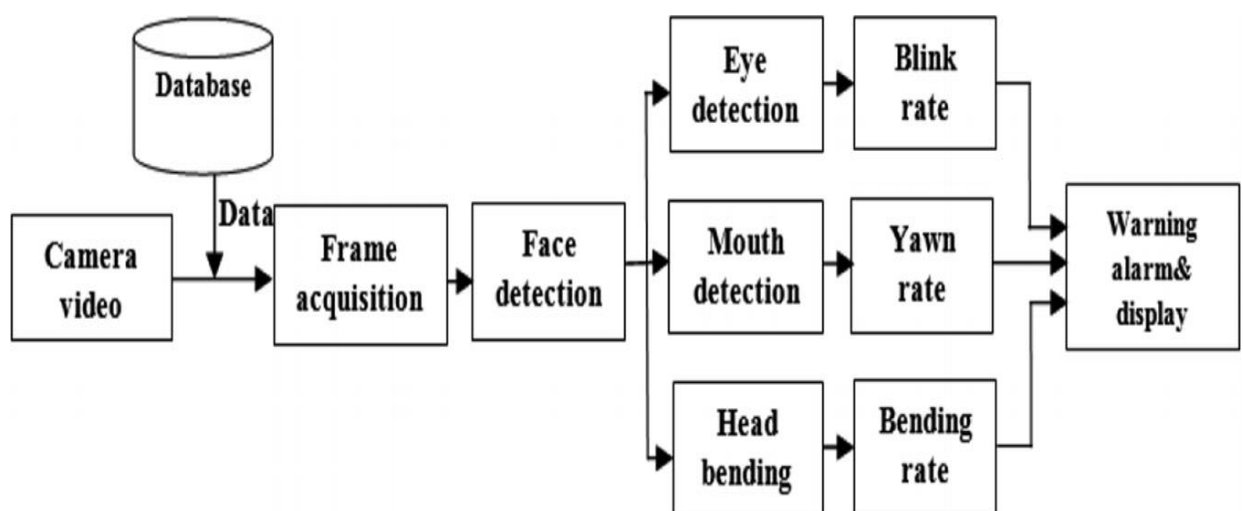 Database
Data
Camera
video
Frame
acquisition
Face
detection
Eye
detection
Blink
rate
Mouth
detection
Yawn
rate
Head
bending
Bending
rate
Warning
alarm&
display